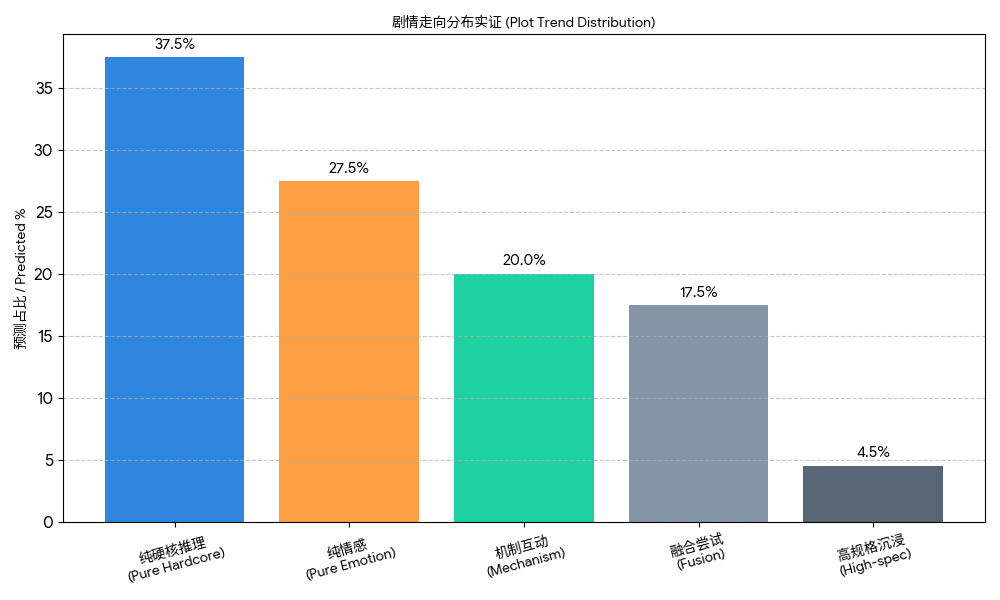 剧情走向分布实证 (Plot Trend Distribution)
预测占比 / Predicted %
37.5%
27.5%
20.0%
17.5%
4.5%
35
30
25
20
15
10
5
0
纯硬核推理
(Pure Hardcore)
纯情感
(Pure Emotion)
机制互动
(Mechanism)
融合尝试
(Fusion)
高规格沉浸
(High-spec)